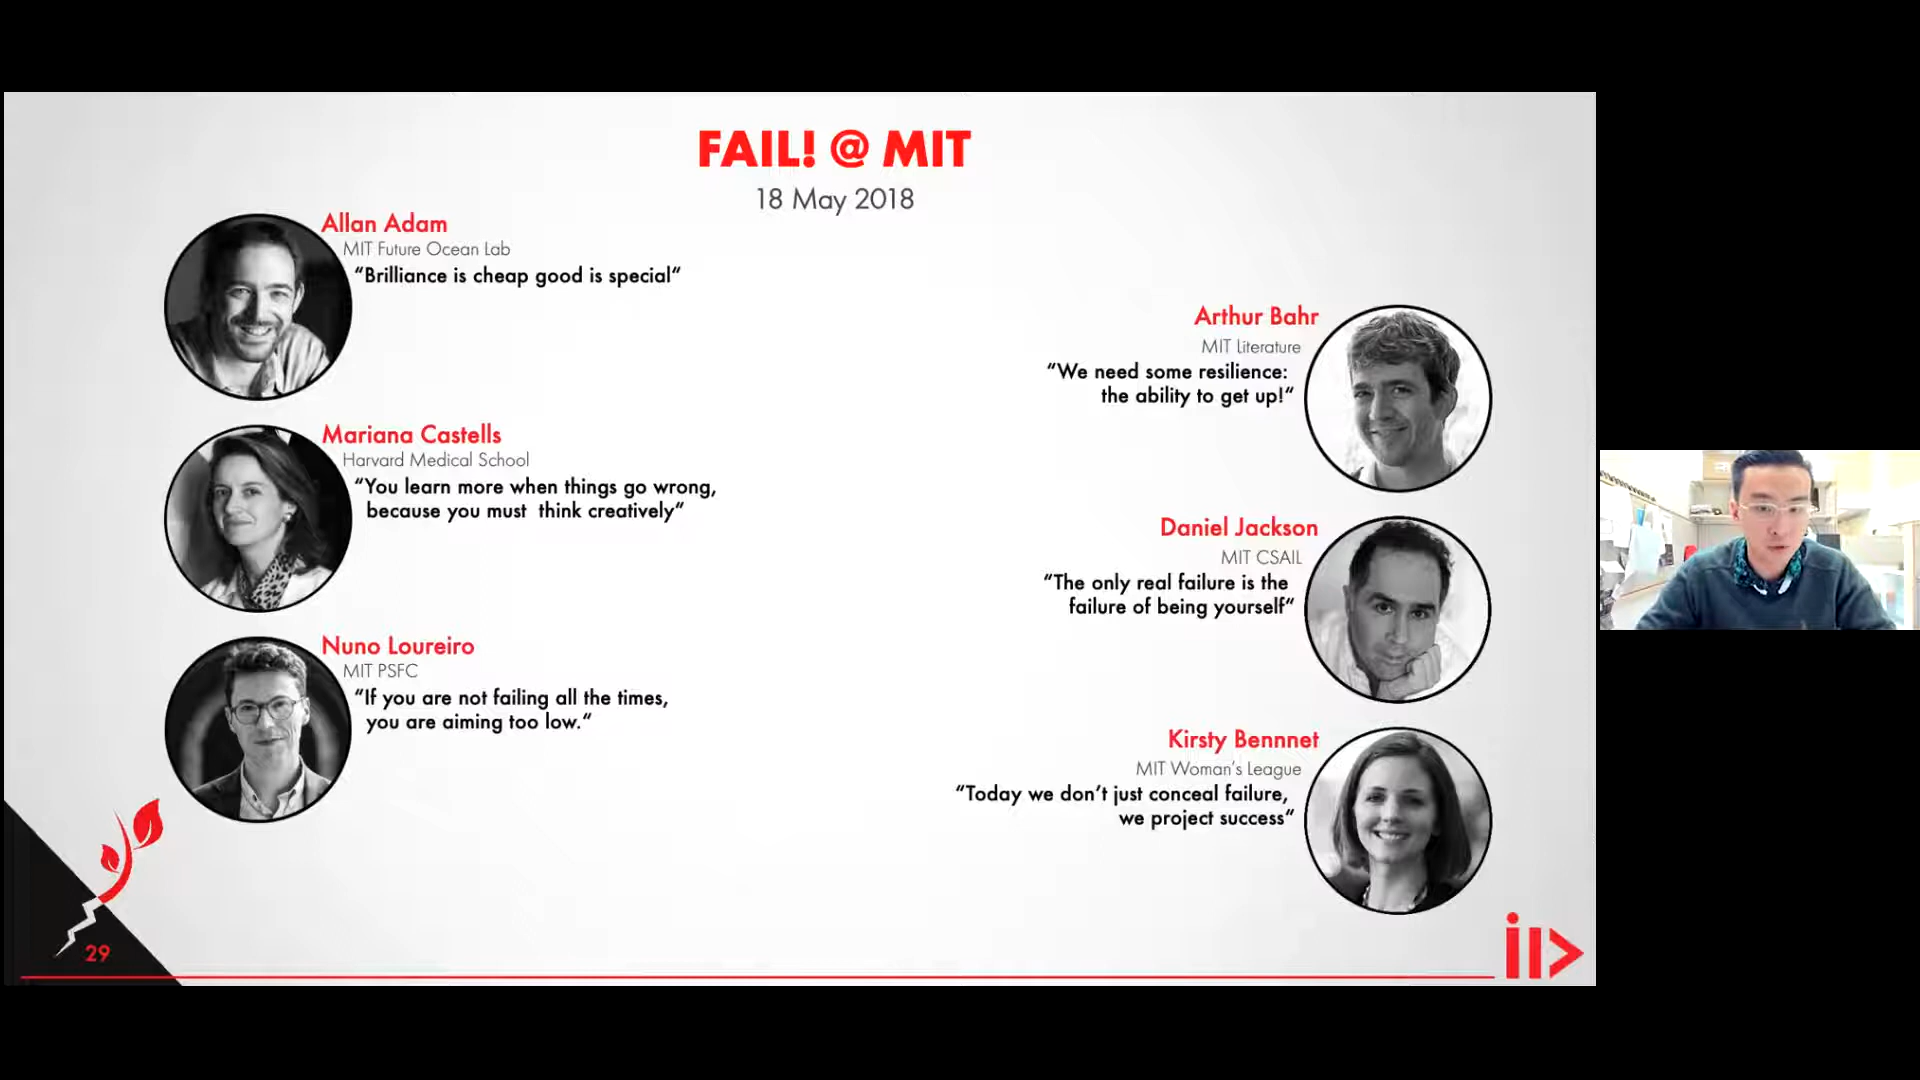 FAIL! @ MIT
18 May 2018
Allan Adam
MIT Future Ocean Lab
“Brilliance is cheap good is special“
Mariana Castells
Harvard Medical School
“You learn more when things go wrong,
because you must think creatively“
Nuno Loureiro
MIT PSFC
“If you are not failing all the times,
you are aiming too low.“
Arthur Bahr
MIT Literature
“We need some resilience:
the ability to get up!“
Daniel Jackson
MIT CSAIL
“The only real failure is the
failure of being yourself“
Kirsty Bennnet
MIT Woman’s League
“Today we don’t just conceal failure,
we project success“
29